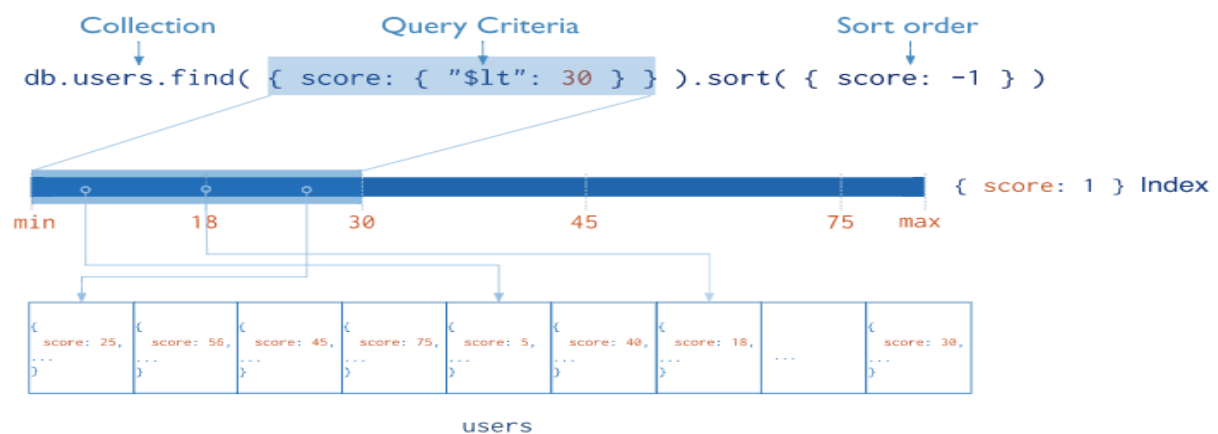 Collection Query Criteria Sort order
db.users.find( { score: { "$lt": 30 } } ).sort( { score: -1 } )
{ score: 1 } Index
min 18 30 45 75 max
{ { { { { { { {
score: 25, score: 56, score: 45, score: 75, score: 5, score: 40, score: 18, score: 30,
... ... ... ... ... ... ... ... ...
} } } } } } } }
users